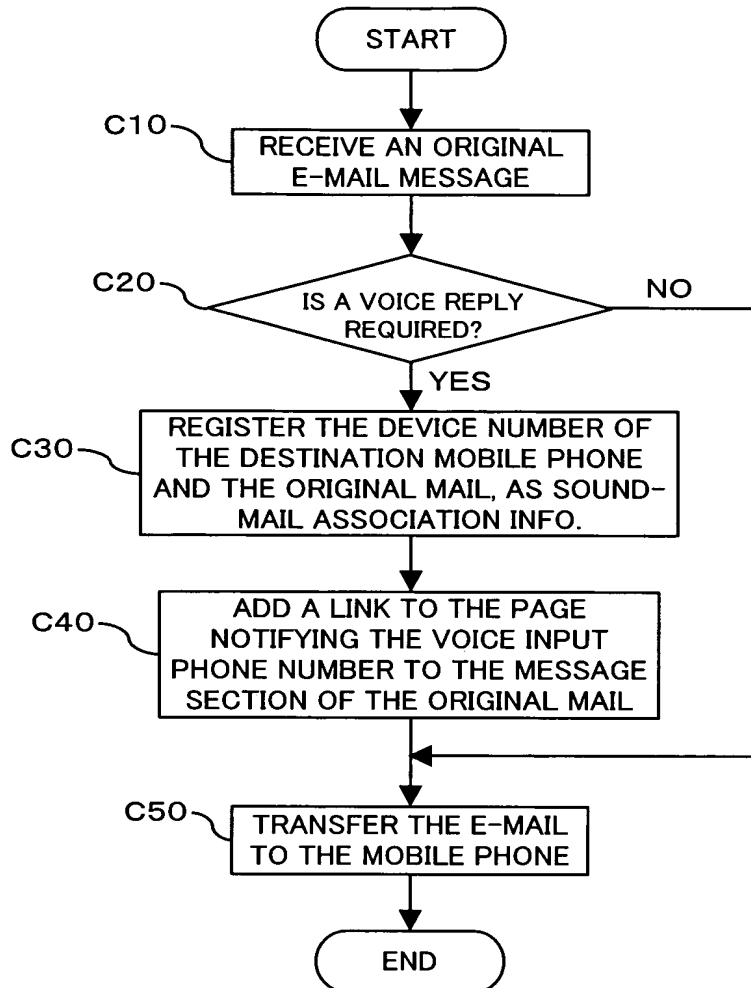 START
C10
RECEIVE AN ORIGINAL
E-MAIL MESSAGE
C20
IS A VOICE REPLY
REQUIRED?
NO
YES
C30
REGISTER THE DEVICE NUMBER OF
THE DESTINATION MOBILE PHONE
AND THE ORIGINAL MAIL, AS SOUND-
MAIL ASSOCIATION INFO.
C40
ADD A LINK TO THE PAGE
NOTIFYING THE VOICE INPUT
PHONE NUMBER TO THE MESSAGE
SECTION OF THE ORIGINAL MAIL
C50
TRANSFER THE E-MAIL
TO THE MOBILE PHONE
END